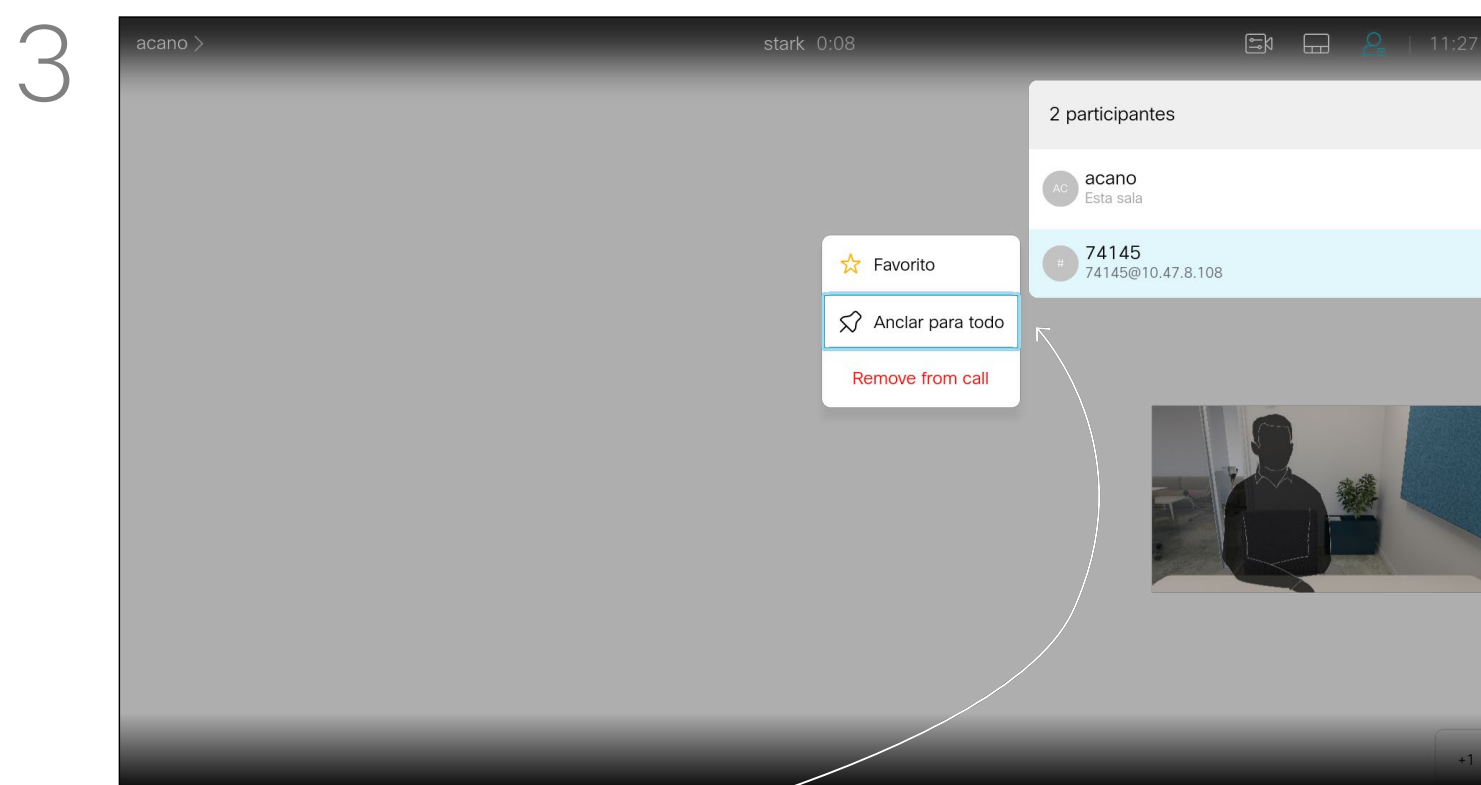 3
acano >
stark 0:08
11:27
2 participantes
AC
acano
Esta sala
#
74145
74145@10.47.8.108
Favorito
Anclar para todo
Remove from call
+1